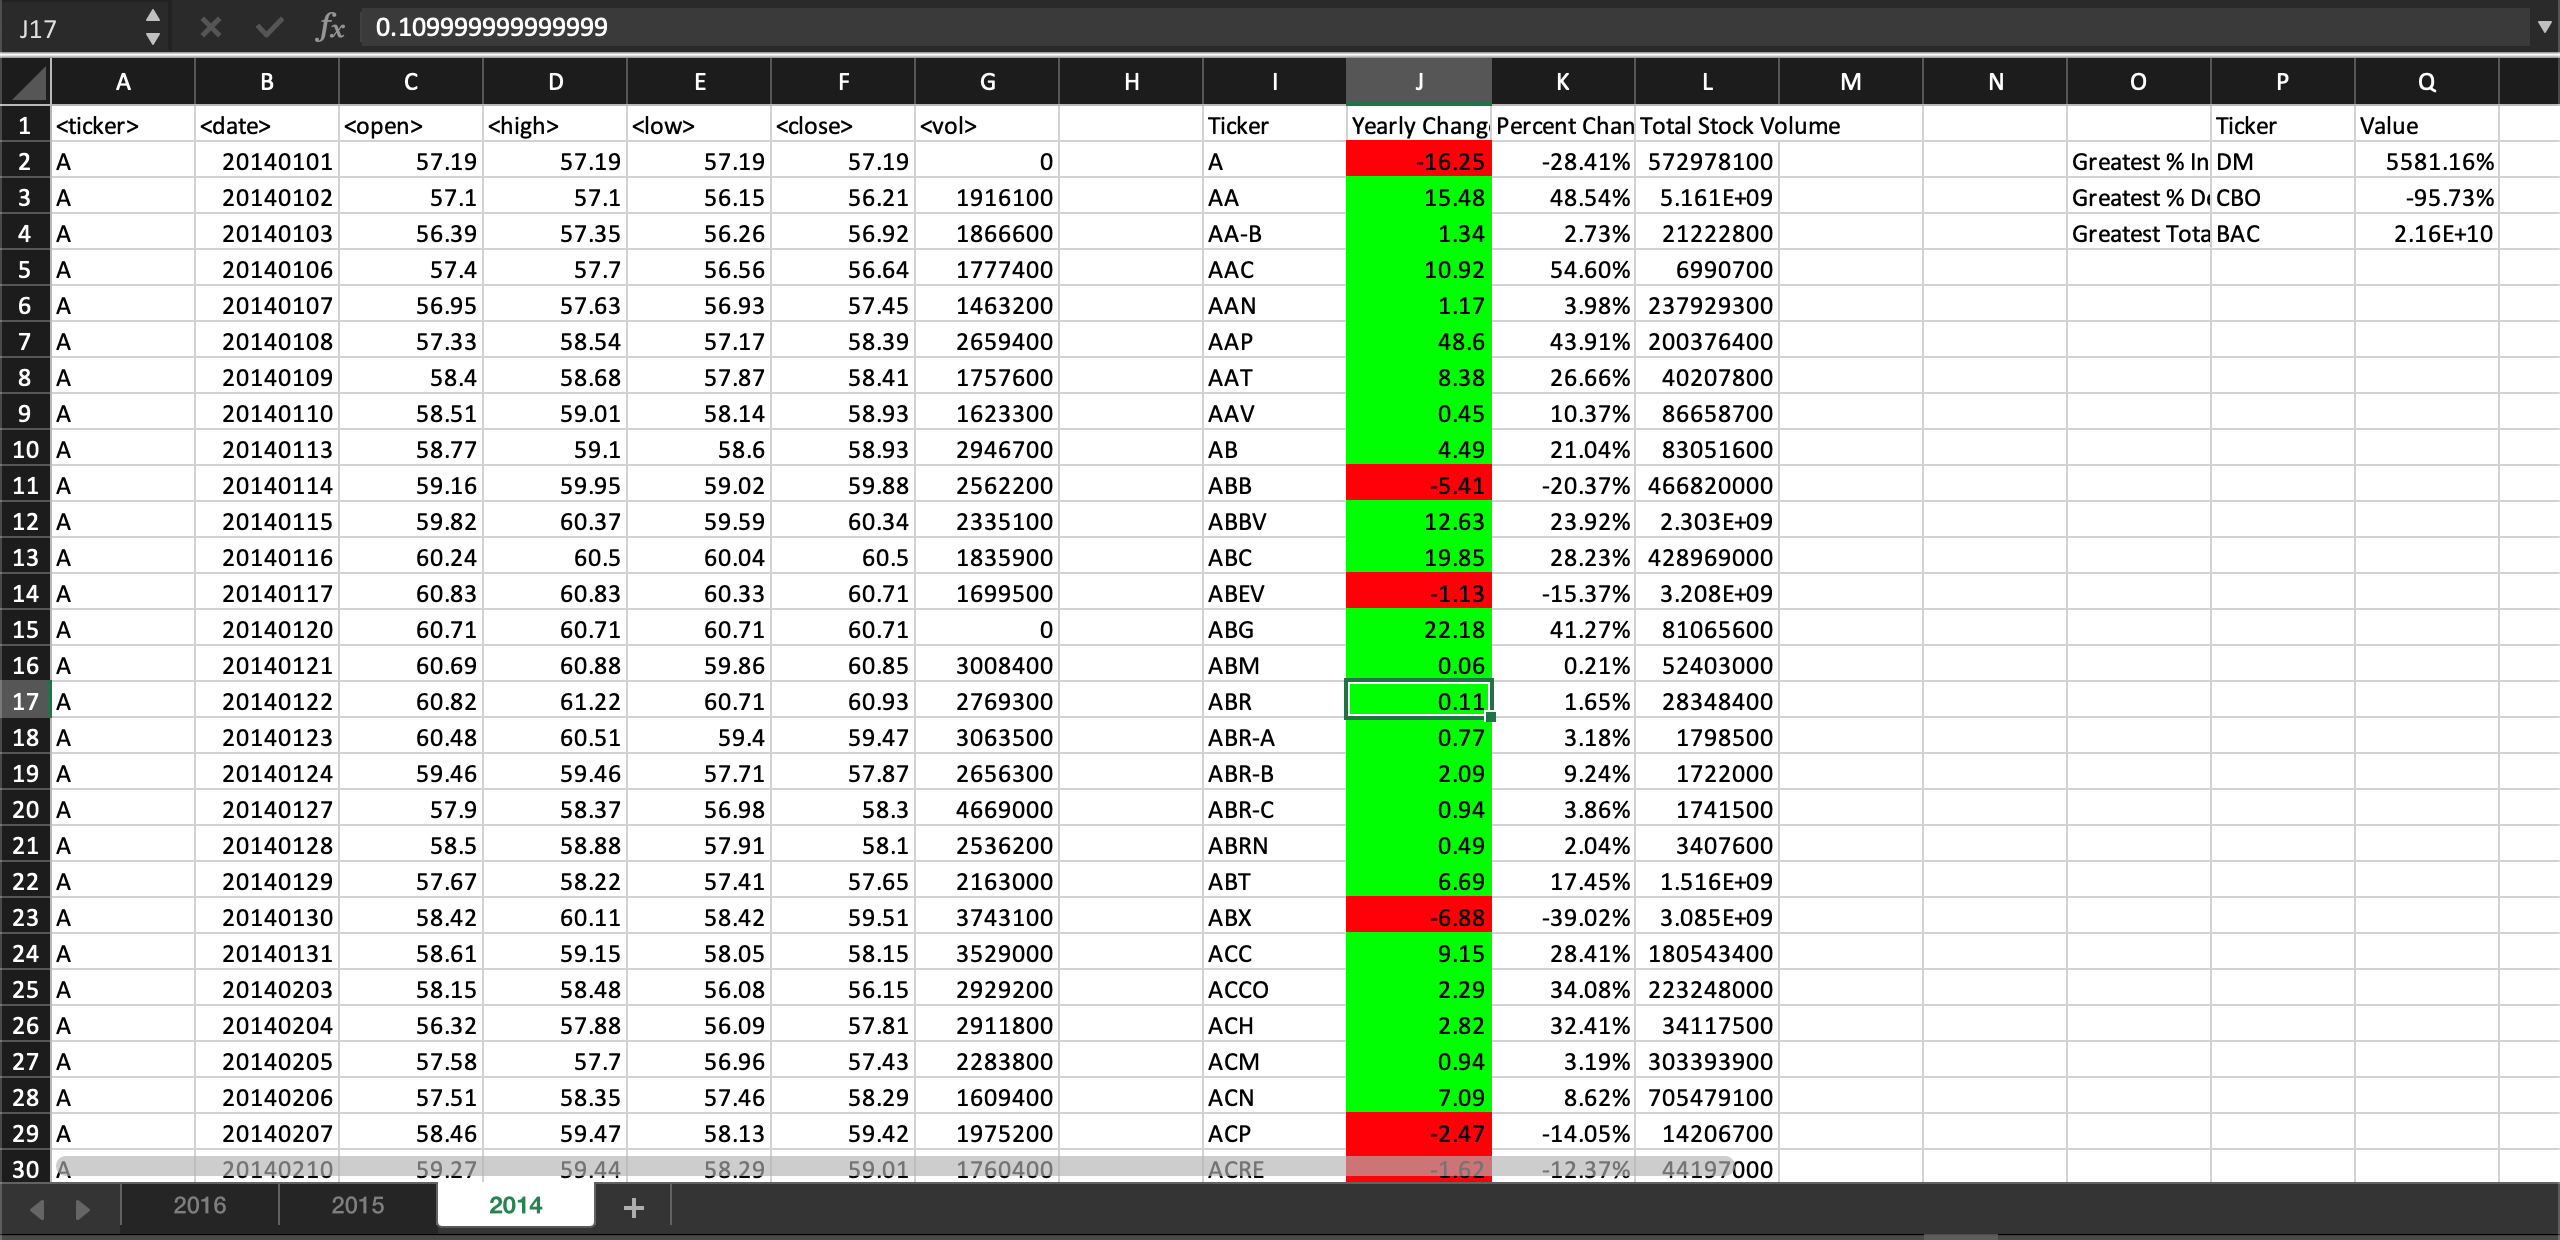 J17 fx 0.109999999999999
A B C D E F G H I J K L M N O P Q
1 <ticker> <date> <open> <high> <low> <close> <vol> Ticker Yearly Chang Percent Chan Total Stock Volume Ticker Value
2 A 20140101 57.19 57.19 57.19 57.19 0 A -16.25 -28.41% 572978100 Greatest % In DM 5581.16%
3 A 20140102 57.1 57.1 56.15 56.21 1916100 AA 15.48 48.54% 5.161E+09 Greatest % De CBO -95.73%
4 A 20140103 56.39 57.35 56.26 56.92 1866600 AA-B 1.34 2.73% 21222800 Greatest Tota BAC 2.16E+10
5 A 20140106 57.4 57.7 56.56 56.64 1777400 AAC 10.92 54.60% 6990700
6 A 20140107 56.95 57.63 56.93 57.45 1463200 AAN 1.17 3.98% 237929300
7 A 20140108 57.33 58.54 57.17 58.39 2659400 AAP 48.6 43.91% 200376400
8 A 20140109 58.4 58.68 57.87 58.41 1757600 AAT 8.38 26.66% 40207800
9 A 20140110 58.51 59.01 58.14 58.93 1623300 AAV 0.45 10.37% 86658700
10 A 20140113 58.77 59.1 58.6 58.93 2946700 AB 4.49 21.04% 83051600
11 A 20140114 59.16 59.95 59.02 59.88 2562200 ABB -5.41 -20.37% 466820000
12 A 20140115 59.82 60.37 59.59 60.34 2335100 ABBV 12.63 23.92% 2.303E+09
13 A 20140116 60.24 60.5 60.04 60.5 1835900 ABC 19.85 28.23% 428969000
14 A 20140117 60.83 60.83 60.33 60.71 1699500 ABEV -1.13 -15.37% 3.208E+09
15 A 20140120 60.71 60.71 60.71 60.71 0 ABG 22.18 41.27% 81065600
16 A 20140121 60.69 60.88 59.86 60.85 3008400 ABM 0.06 0.21% 52403000
17 A 20140122 60.82 61.22 60.71 60.93 2769300 ABR 0.11 1.65% 28348400
18 A 20140123 60.48 60.51 59.4 59.47 3063500 ABR-A 0.77 3.18% 1798500
19 A 20140124 59.46 59.46 57.71 57.87 2656300 ABR-B 2.09 9.24% 1722000
20 A 20140127 57.9 58.37 56.98 58.3 4669000 ABR-C 0.94 3.86% 1741500
21 A 20140128 58.5 58.88 57.91 58.1 2536200 ABRN 0.49 2.04% 3407600
22 A 20140129 57.67 58.22 57.41 57.65 2163000 ABT 6.69 17.45% 1.516E+09
23 A 20140130 58.42 60.11 58.42 59.51 3743100 ABX -6.88 -39.02% 3.085E+09
24 A 20140131 58.61 59.15 58.05 58.15 3529000 ACC 9.15 28.41% 180543400
25 A 20140203 58.15 58.48 56.08 56.15 2929200 ACCO 2.29 34.08% 223248000
26 A 20140204 56.32 57.88 56.09 57.81 2911800 ACH 2.82 32.41% 34117500
27 A 20140205 57.58 57.7 56.96 57.43 2283800 ACM 0.94 3.19% 303393900
28 A 20140206 57.51 58.35 57.46 58.29 1609400 ACN 7.09 8.62% 705479100
29 A 20140207 58.46 59.47 58.13 59.42 1975200 ACP -2.47 -14.05% 14206700
30 A 20140210 59.27 59.44 58.29 59.01 1760400 ACRE -1.62 -12.37% 44197000
2016 2015 2014 +